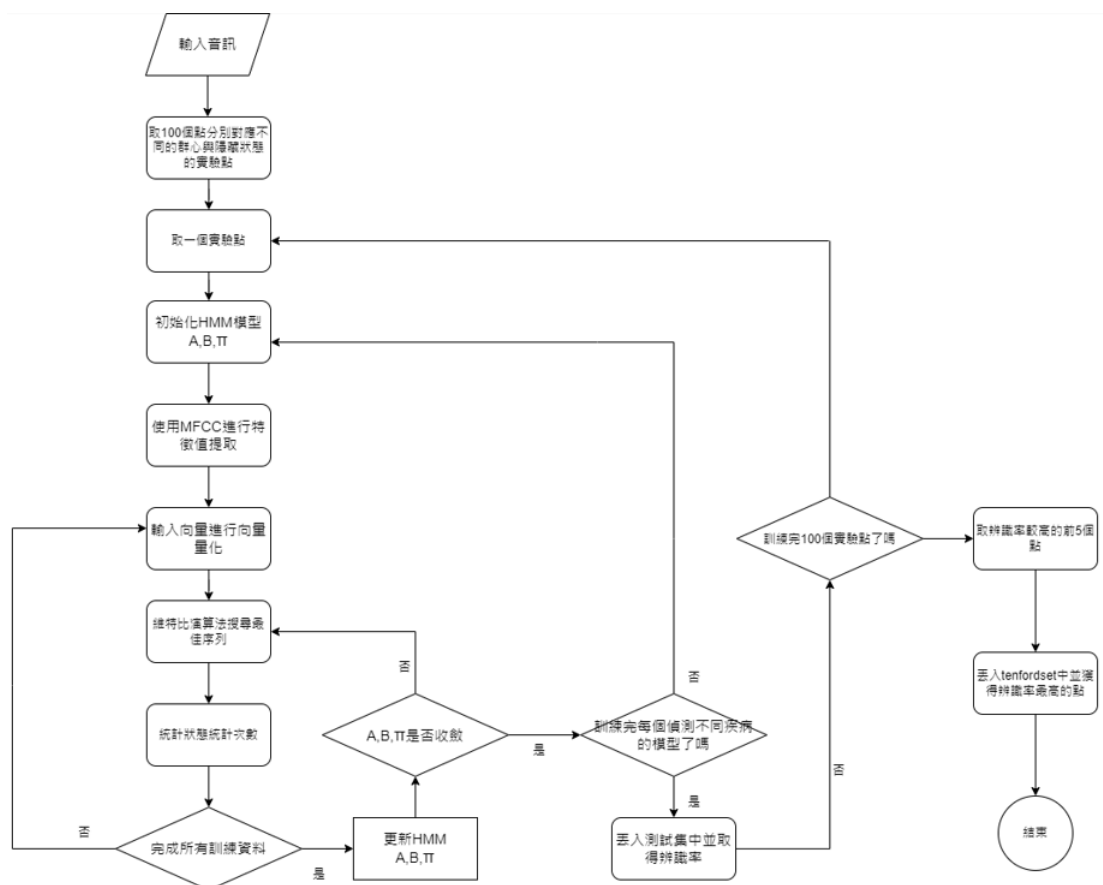 輸入音訊
取100個點分別對應不
同的群心與隱藏狀態
的實驗點
取一個實驗點
初始化HMM模型
A,B,π
使用MFCC進行特
徵值提取
輸入向量進行向量
量化
維特比演算法搜尋最
佳序列
統計狀態統計次數
完成所有訓練資料
否
是
更新HMM
A,B,π
A,B,π是否收斂
否
是
訓練完每個偵測不同疾病
的模型了嗎
否
是
丟入測試集中並取
得辨識率
否
訓練完100個實驗點了嗎
取辨識率較高的前5個
點
丟入tenfordset中並獲
得辨識率最高的點
結束